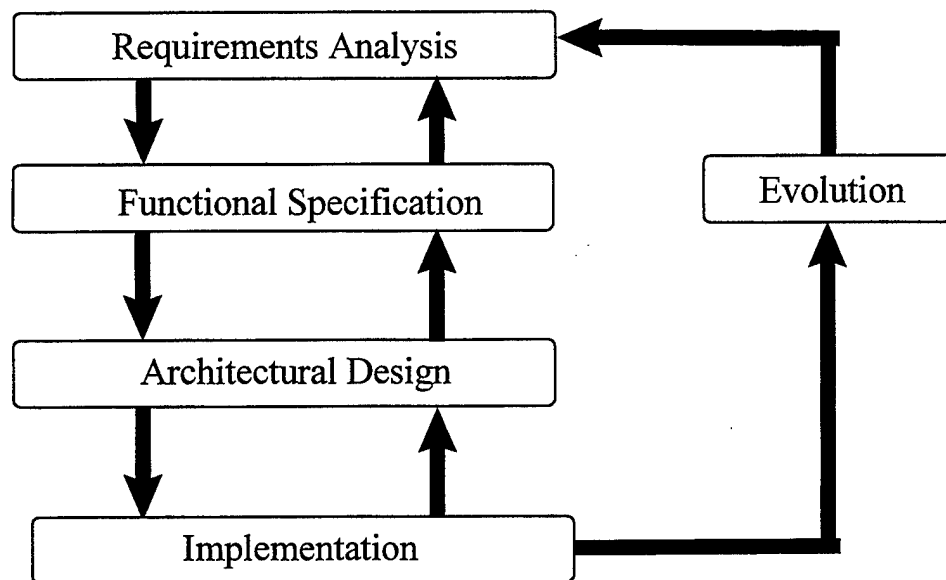 Requirements Analysis
Functional Specification
Evolution
Architectural Design
Implementation